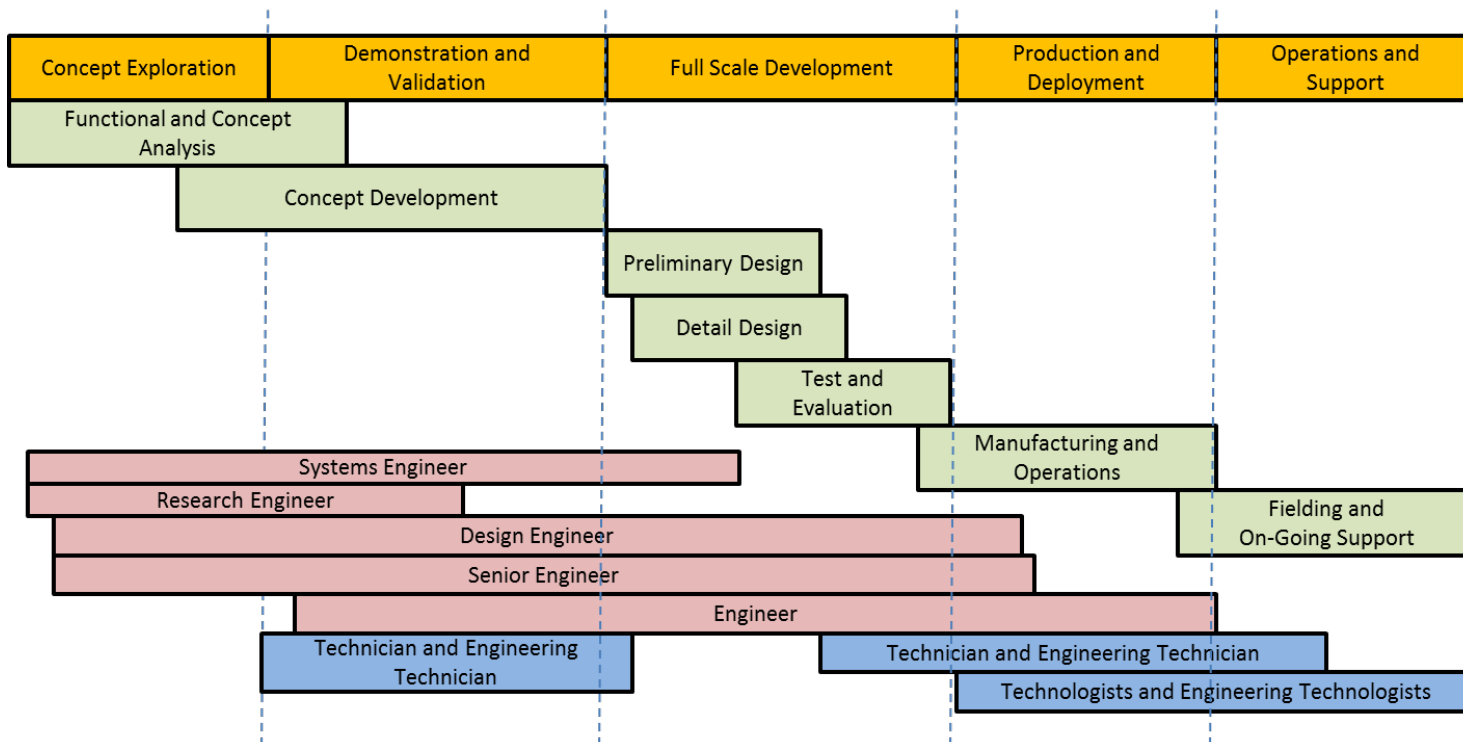 Concept Exploration
Demonstration and
Validation
Full Scale Development
Production and
Deployment
Operations and
Support
Functional and Concept
Analysis
Concept Development
Preliminary Design
Detail Design
Test and
Evaluation
Manufacturing and
Operations
Systems Engineer
Research Engineer
Fielding and
On-Going Support
Design Engineer
Senior Engineer
Engineer
Technician and Engineering
Technician
Technician and Engineering Technician
Technologists and Engineering Technologists